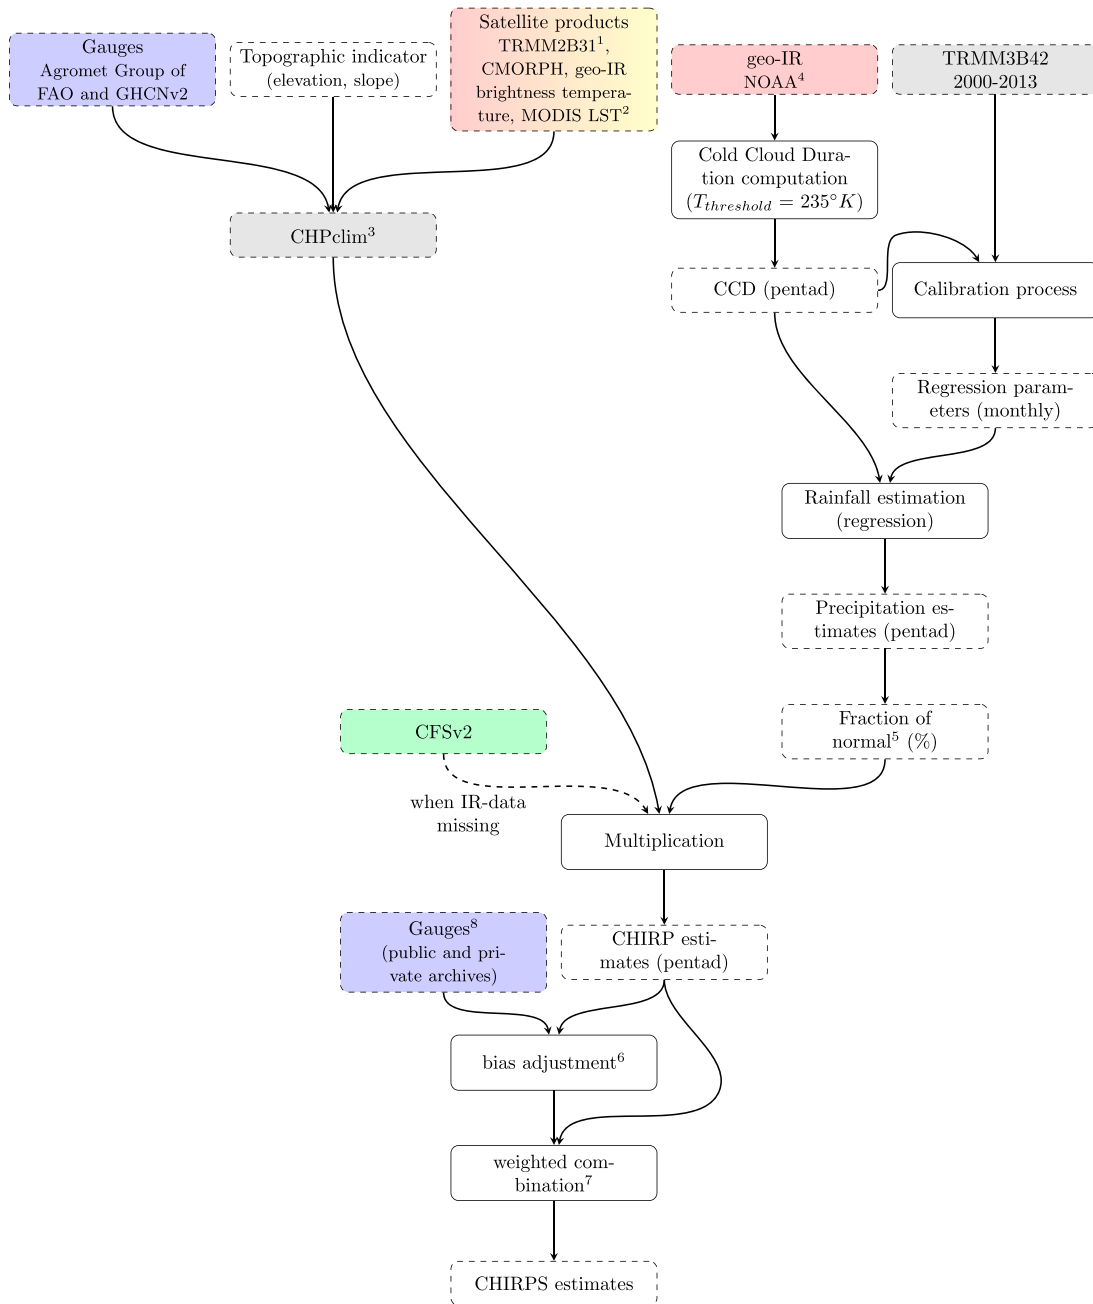 Gauges
Agromet Group of
FAO and GHCNv2
Topographic indicator
(elevation, slope)
Satellite products
TRMM2B31¹,
CMORPH, geo-IR
brightness tempera-
ture, MODIS LST²
geo-IR
NOAA⁴
TRMM3B42
2000-2013
Cold Cloud Dura-
tion computation
(T_threshold = 235°K)
CHPclim³
CCD (pentad)
Calibration process
Regression param-
eters (monthly)
Rainfall estimation
(regression)
Precipitation es-
timates (pentad)
Fraction of
normal⁵ (%)
CFSv2
when IR-data
missing
Multiplication
Gauges⁸
(public and pri-
vate archives)
CHIRP esti-
mates (pentad)
bias adjustment⁶
weighted com-
bination⁷
CHIRPS estimates